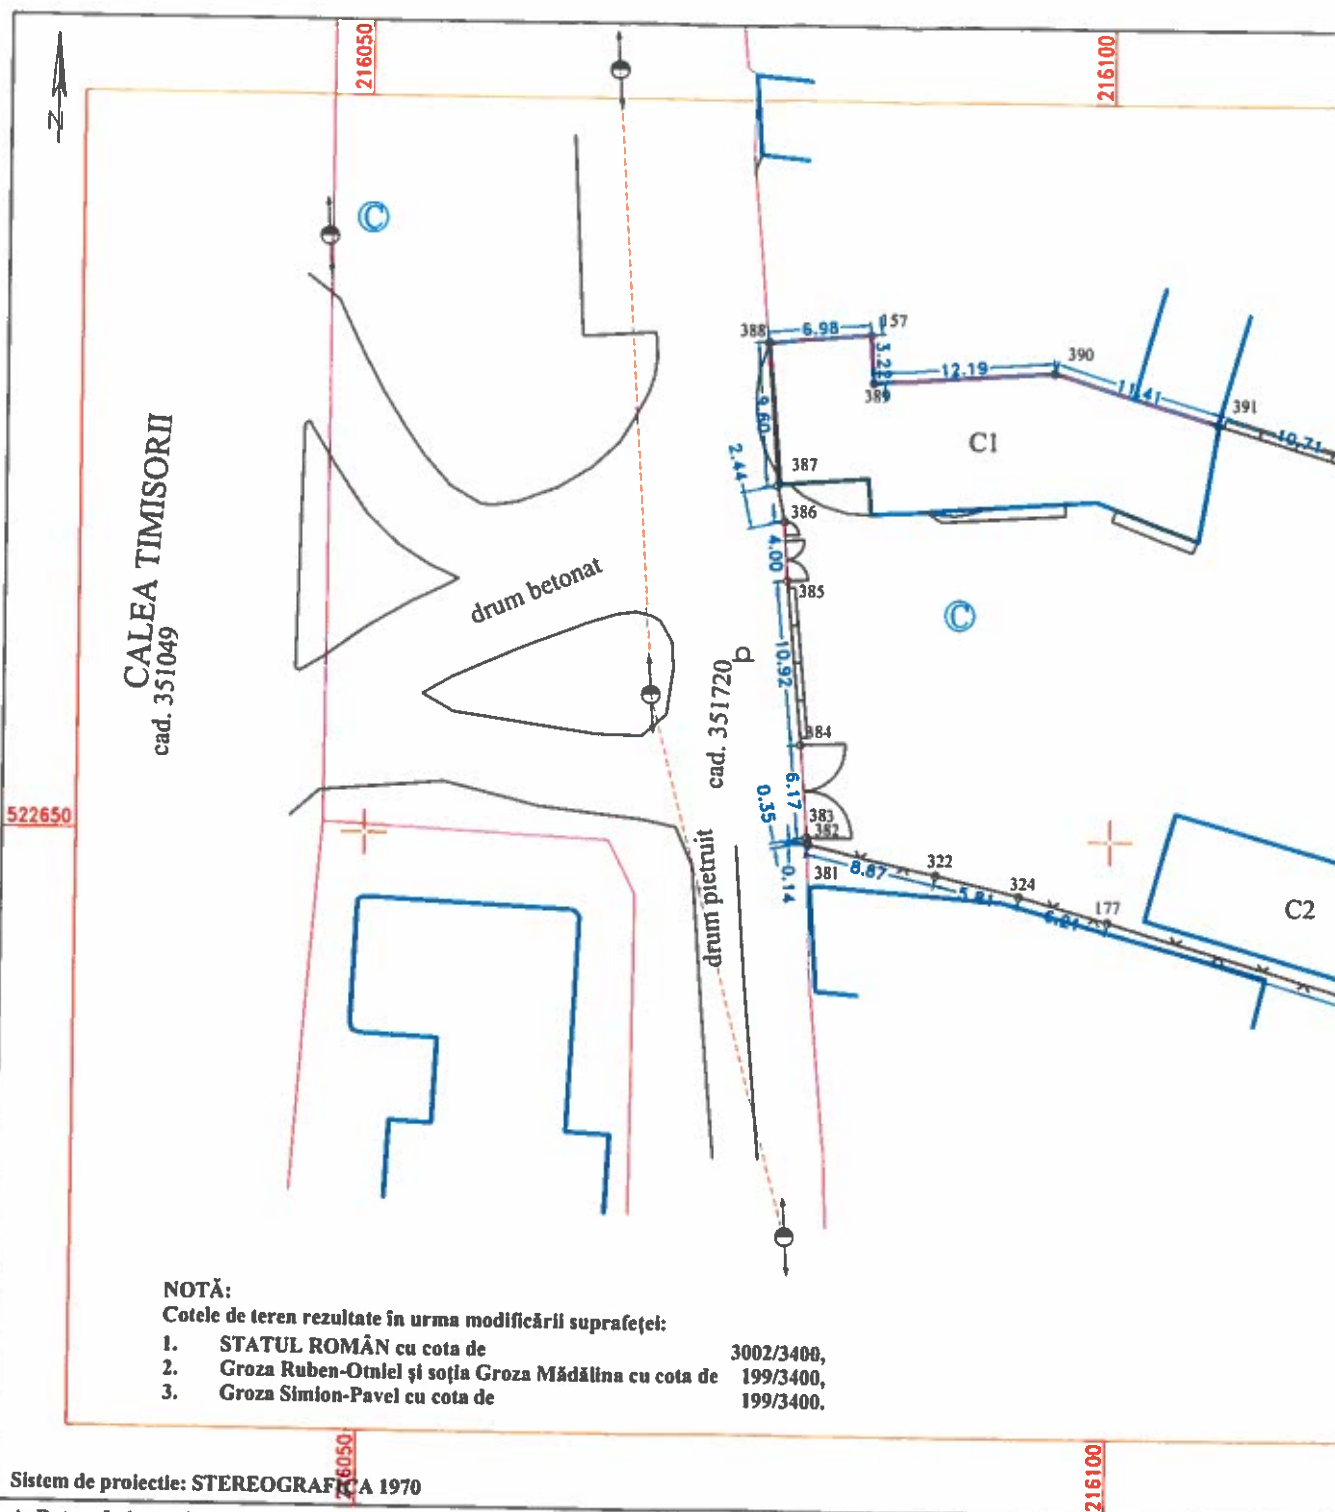 216050
216100
N
C
388
6.98
157
3.22
389
12.19
390
11.41
391
10.71
9.60
C1
2.44
387
386
4.00
385
CALEA TIMISORII
cad. 351049
drum betonat
C
10.92
cad. 351720
p
384
6.17
0.35
383
382
522650
drum pietruit
381
0.14
8.87
322
5.81
324
6.21
177
C2
NOTĂ:
Cotele de teren rezultate în urma modificării suprafeței:
1. STATUL ROMÂN cu cota de 3002/3400,
2. Groza Ruben-Otniel și soția Groza Mădălina cu cota de 199/3400,
3. Groza Simion-Pavel cu cota de 199/3400.
216050
216100
Sistem de proiectie: STEREOGRAFICA 1970